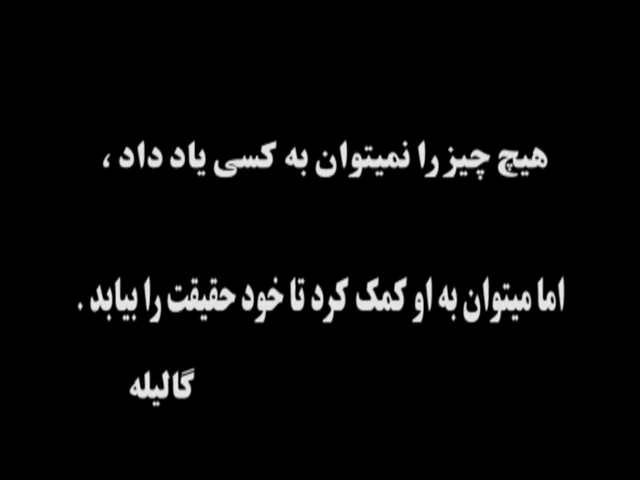 هیچ چیز را نمیتوان به کسی یاد داد ،
اما میتوان به او کمک کرد تا خود حقیقت را بیابد .
گالیله